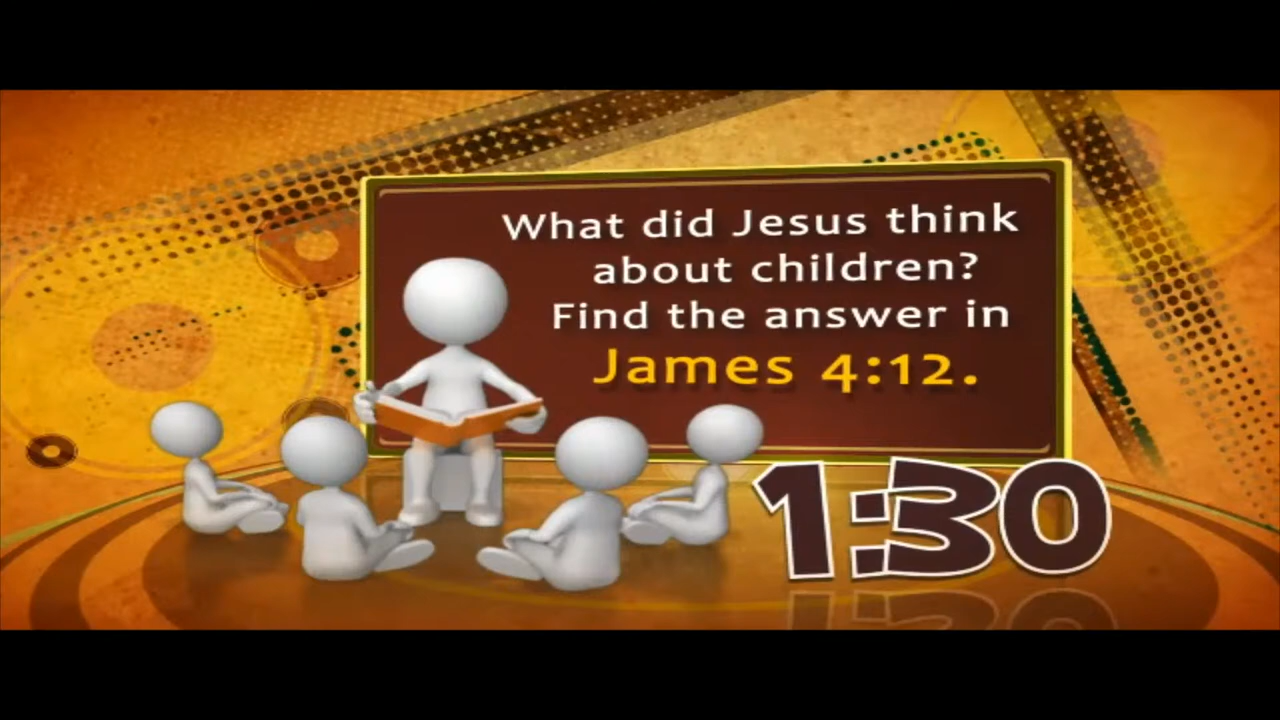 What did Jesus think
about children?
Find the answer in
James 4:12.
1:30